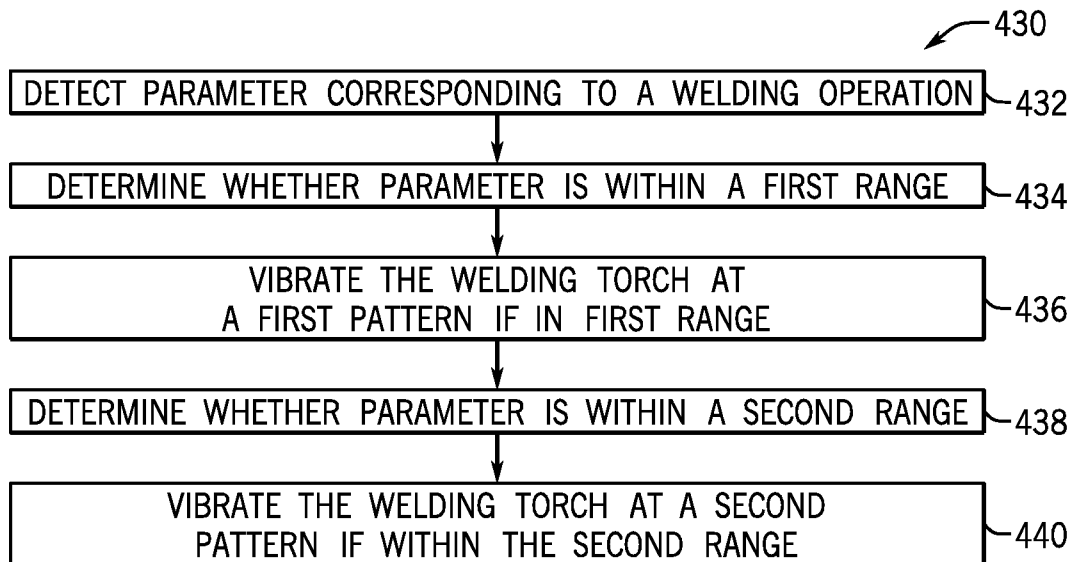 430
DETECT PARAMETER CORRESPONDING TO A WELDING OPERATION
432
DETERMINE WHETHER PARAMETER IS WITHIN A FIRST RANGE
434
VIBRATE THE WELDING TORCH AT
A FIRST PATTERN IF IN FIRST RANGE
436
DETERMINE WHETHER PARAMETER IS WITHIN A SECOND RANGE
438
VIBRATE THE WELDING TORCH AT A SECOND
PATTERN IF WITHIN THE SECOND RANGE
440